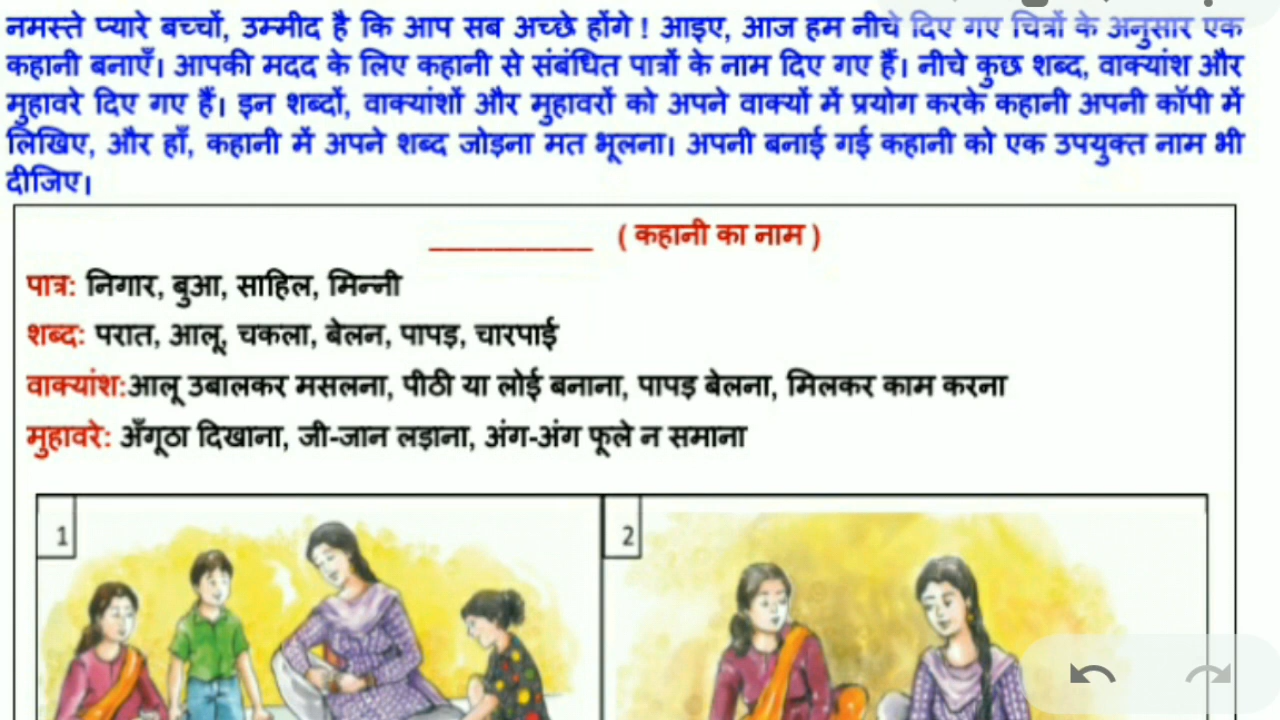 नमस्ते प्यारे बच्चों, उम्मीद है कि आप सब अच्छे होंगे ! आइए, आज हम नीचे दिए गए चित्रों के अनुसार एक
कहानी बनाएँ। आपकी मदद के लिए कहानी से संबंधित पात्रों के नाम दिए गए हैं। नीचे कुछ शब्द, वाक्यांश और
मुहावरे दिए गए हैं। इन शब्दों, वाक्यांशों और मुहावरों को अपने वाक्यों में प्रयोग करके कहानी अपनी कॉपी में
लिखिए, और हाँ, कहानी में अपने शब्द जोड़ना मत भूलना। अपनी बनाई गई कहानी को एक उपयुक्त नाम भी
दीजिए।
____________ ( कहानी का नाम )
पात्र: निगार, बुआ, साहिल, मिन्नी
शब्द: परात, आलू, चकला, बेलन, पापड़, चारपाई
वाक्यांश:आलू उबालकर मसलना, पीठी या लोई बनाना, पापड़ बेलना, मिलकर काम करना
मुहावरे: अँगूठा दिखाना, जी-जान लड़ाना, अंग-अंग फूले न समाना
1
2